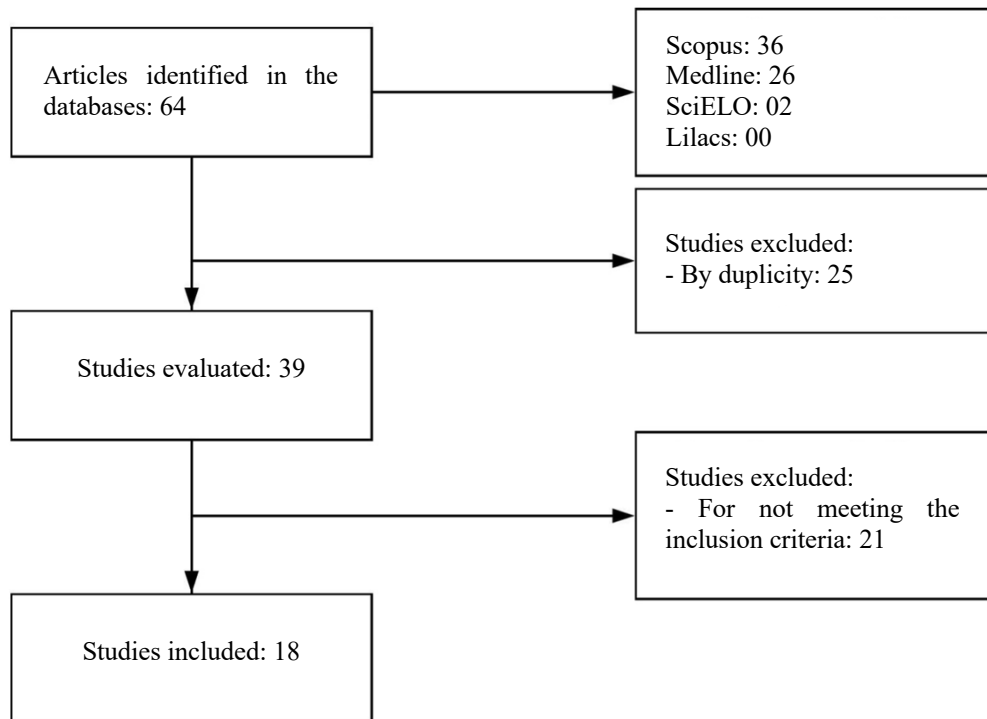 Articles identified in the
databases: 64
Scopus: 36
Medline: 26
SciELO: 02
Lilacs: 00
Studies excluded:
- By duplicity: 25
Studies evaluated: 39
Studies excluded:
- For not meeting the
inclusion criteria: 21
Studies included: 18